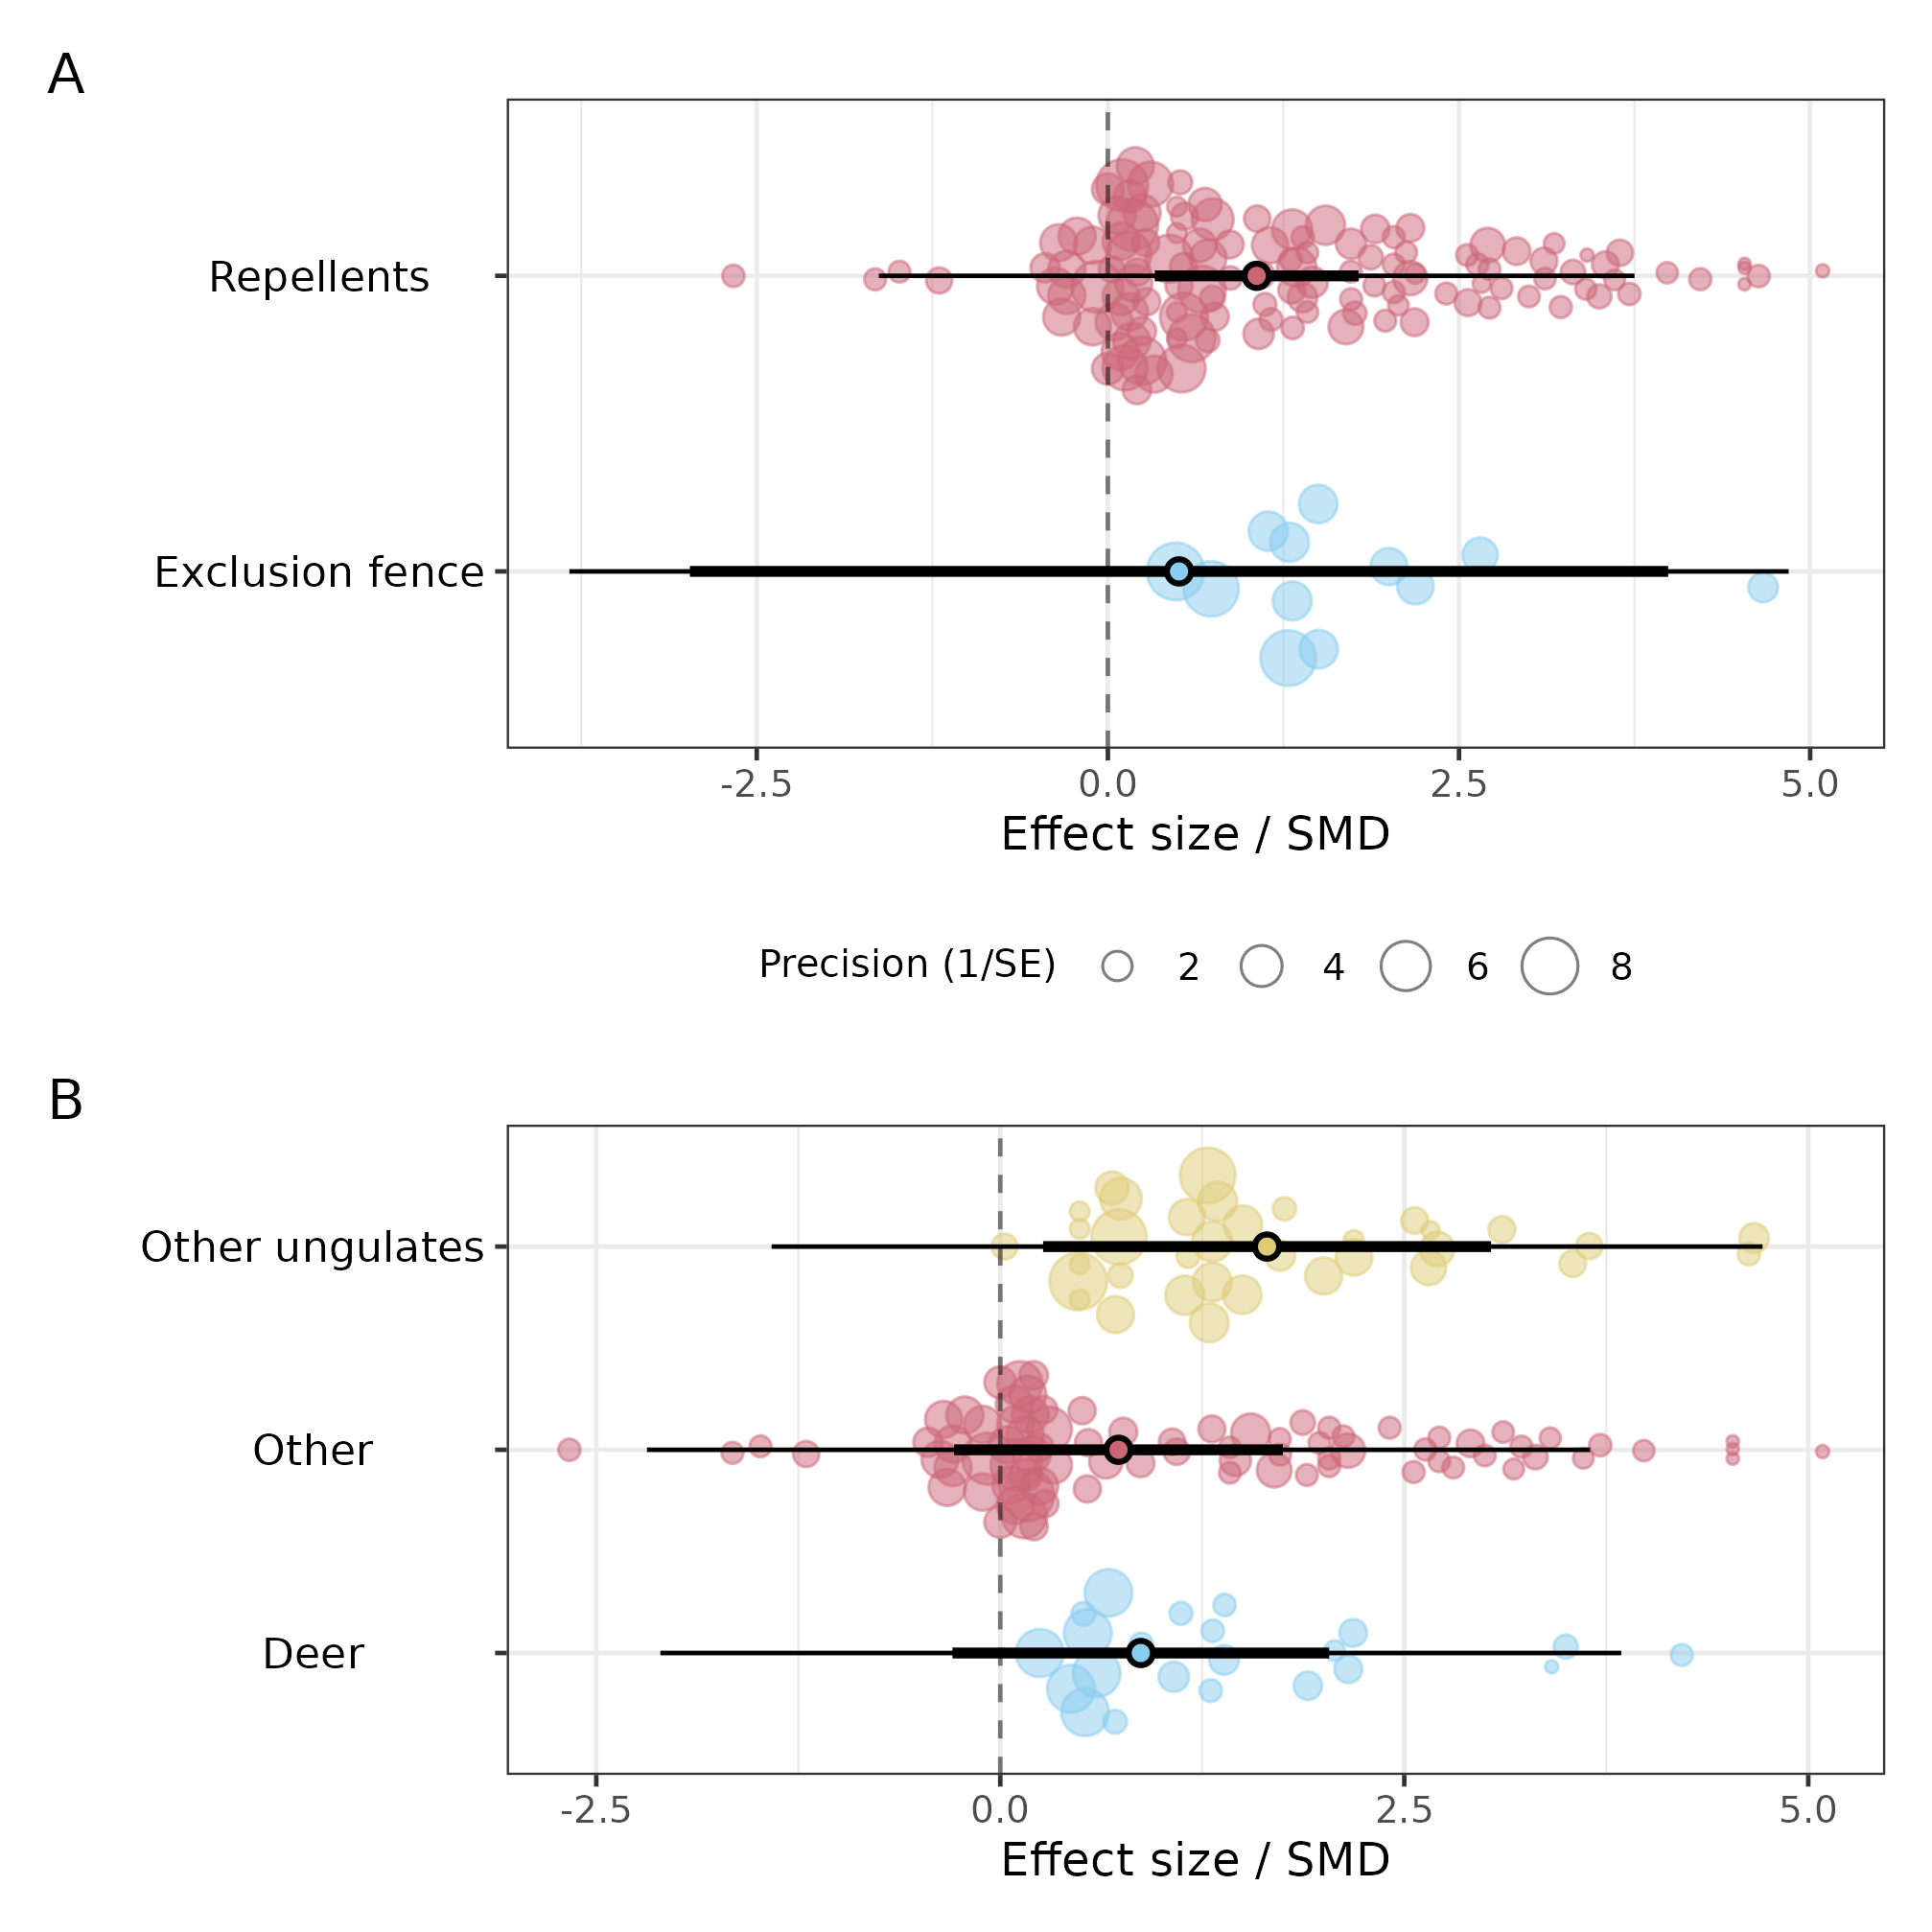 A
Repellents
Exclusion fence
-2.5 0.0 2.5 5.0
Effect size / SMD
Precision (1/SE) 2 4 6 8
B
Other ungulates
Other
Deer
-2.5 0.0 2.5 5.0
Effect size / SMD